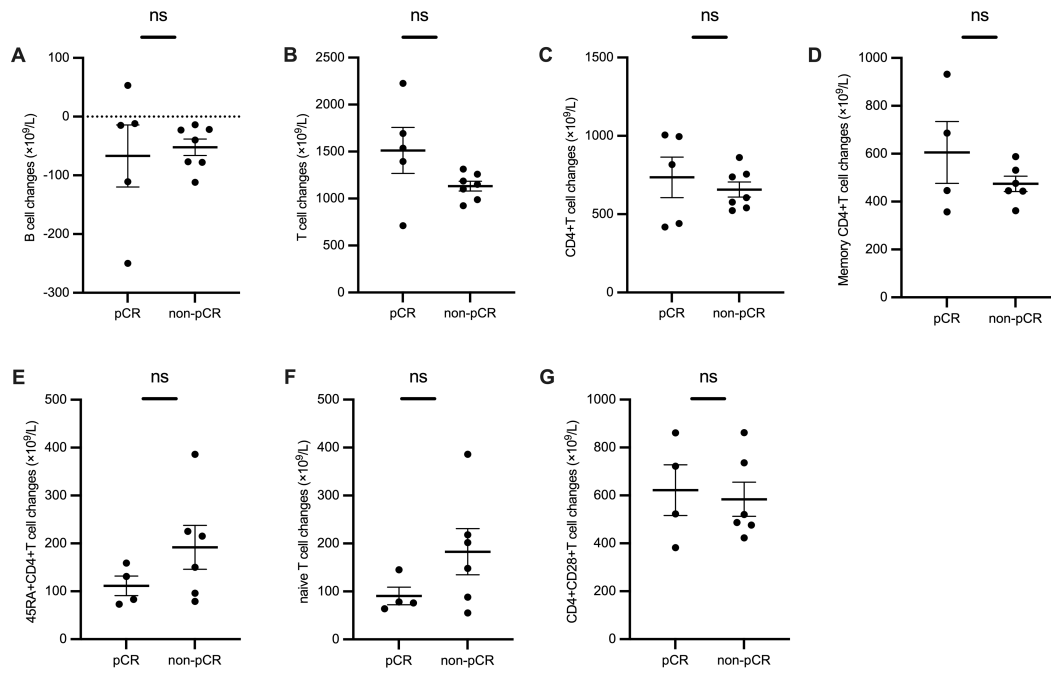 A
ns
B cell changes (×10⁹/L)
100
0
-100
-200
-300
pCR
non-pCR
B
ns
T cell changes (×10⁹/L)
2500
2000
1500
1000
500
0
pCR
non-pCR
C
ns
CD4+T cell changes (×10⁹/L)
1500
1000
500
0
pCR
non-pCR
D
ns
Memory CD4+T cell changes (×10⁹/L)
1000
800
600
400
200
0
pCR
non-pCR
E
ns
45RA+CD4+T cell changes (×10⁹/L)
500
400
300
200
100
0
pCR
non-pCR
F
ns
naive T cell changes (×10⁹/L)
500
400
300
200
100
0
pCR
non-pCR
G
ns
CD4+CD28+T cell changes (×10⁹/L)
1000
800
600
400
200
0
pCR
non-pCR